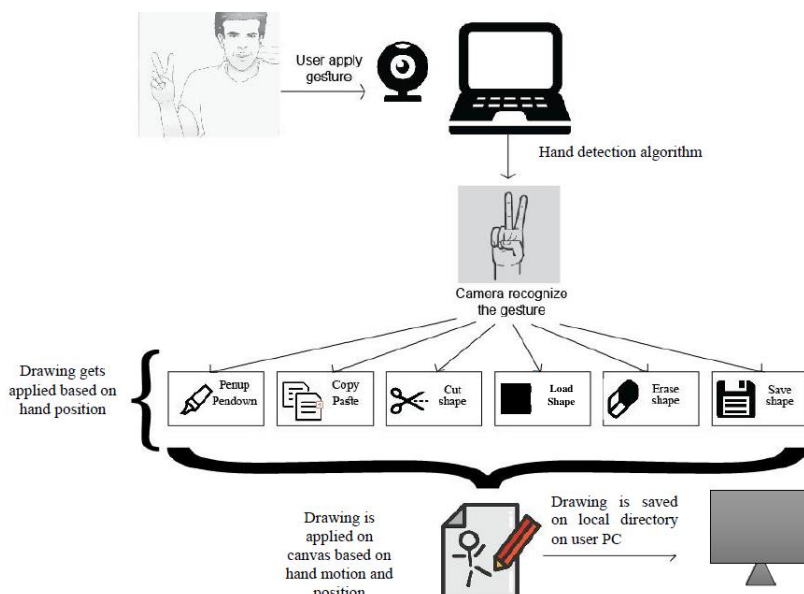 User apply
gesture
Hand detection algorithm
Camera recognize
the gesture
Drawing gets
applied based on
hand position
Penup
Pendown
Copy
Paste
Cut
shape
Load
Shape
Erase
shape
Save
shape
Drawing is
applied on
canvas based on
hand motion and
position
Drawing is saved
on local directory
on user PC